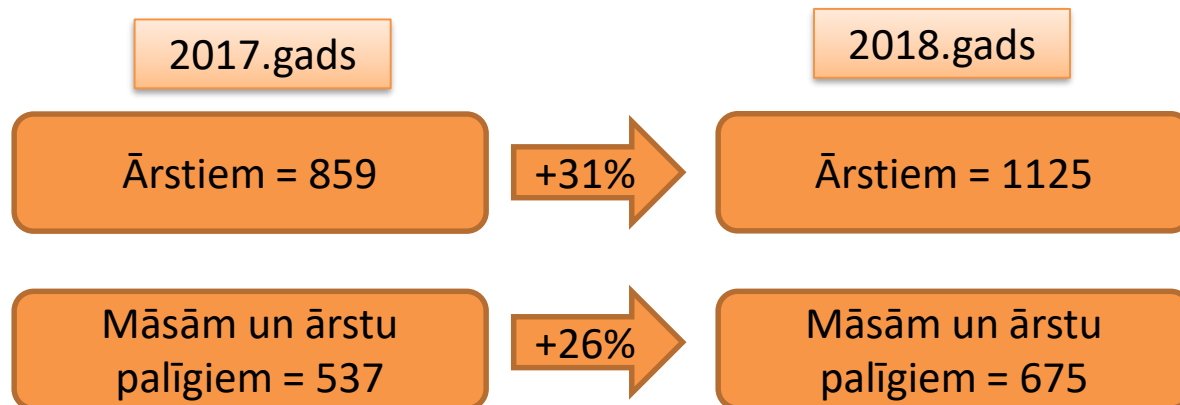 2017.gads
2018.gads
Ārstiem = 859
+31%
Ārstiem = 1125
Māsām un ārstu
palīgiem = 537
+26%
Māsām un ārstu
palīgiem = 675